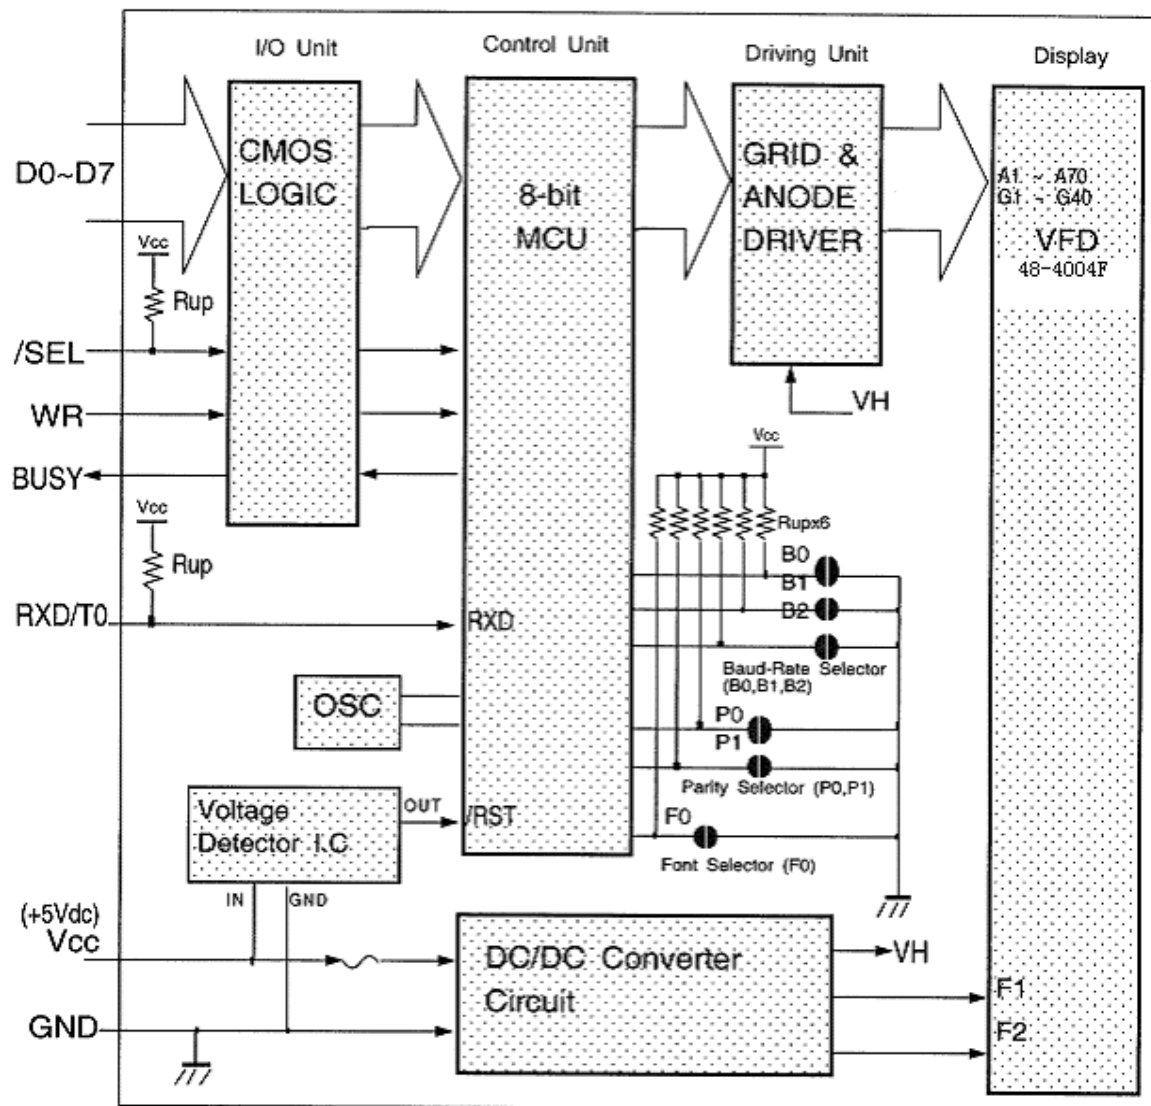 I/O Unit
Control Unit
Driving Unit
Display
D0~D7
CMOS
LOGIC
8-bit
MCU
GRID &
ANODE
DRIVER
A1 ~ A70
G1 ~ G40
VFD
48-4004F
Vcc
Rup
/SEL
WR
BUSY
VH
Vcc
Rupx6
Vcc
Rup
RXD/T0
RXD
B0
B1
B2
Baud-Rate Selector
(B0,B1,B2)
OSC
P0
P1
Parity Selector (P0,P1)
Voltage
Detector I.C
OUT
/RST
F0
Font Selector (F0)
IN
GND
(+5Vdc)
Vcc
DC/DC Converter
Circuit
VH
GND
F1
F2